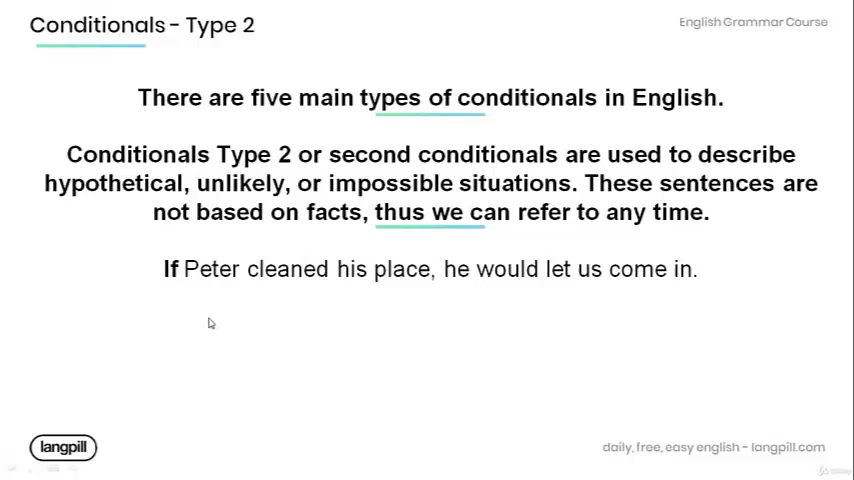 Conditionals - Type 2
English Grammar Course
There are five main types of conditionals in English.
Conditionals Type 2 or second conditionals are used to describe
hypothetical, unlikely, or impossible situations. These sentences are
not based on facts, thus we can refer to any time.
If Peter cleaned his place, he would let us come in.
langpill
daily, free, easy english - langpill.com